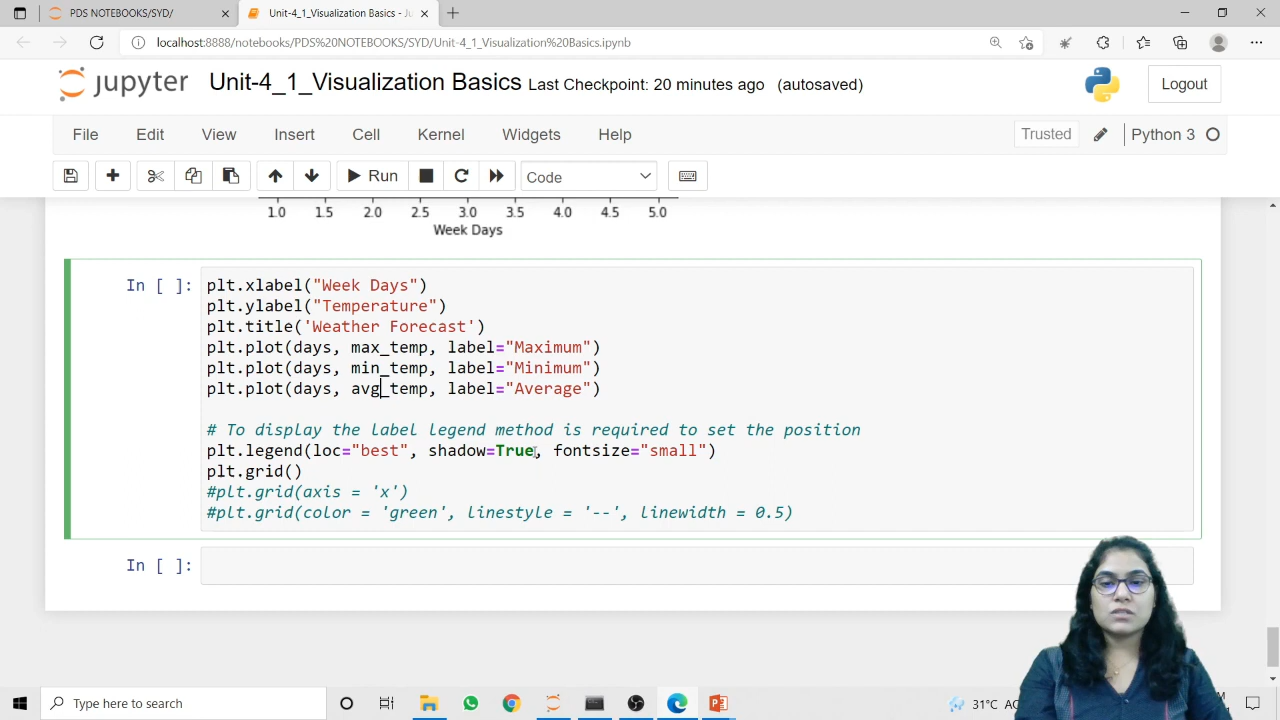 PDS NOTEBOOKS/SYD/
Unit-4_1_Visualization Basics - Ju
localhost:8888/notebooks/PDS%20NOTEBOOKS/SYD/Unit-4_1_Visualization%20Basics.ipynb
jupyter Unit-4_1_Visualization Basics Last Checkpoint: 20 minutes ago (autosaved)
Logout
File Edit View Insert Cell Kernel Widgets Help
Trusted
Python 3
Run
Code
1.0 1.5 2.0 2.5 3.0 3.5 4.0 4.5 5.0
Week Days
In [ ]:
plt.xlabel("Week Days")
plt.ylabel("Temperature")
plt.title('Weather Forecast')
plt.plot(days, max_temp, label="Maximum")
plt.plot(days, min_temp, label="Minimum")
plt.plot(days, avg_temp, label="Average")
# To display the label legend method is required to set the position
plt.legend(loc="best", shadow=True, fontsize="small")
plt.grid()
#plt.grid(axis = 'x')
#plt.grid(color = 'green', linestyle = '--', linewidth = 0.5)
In [ ]:
Type here to search
31°C